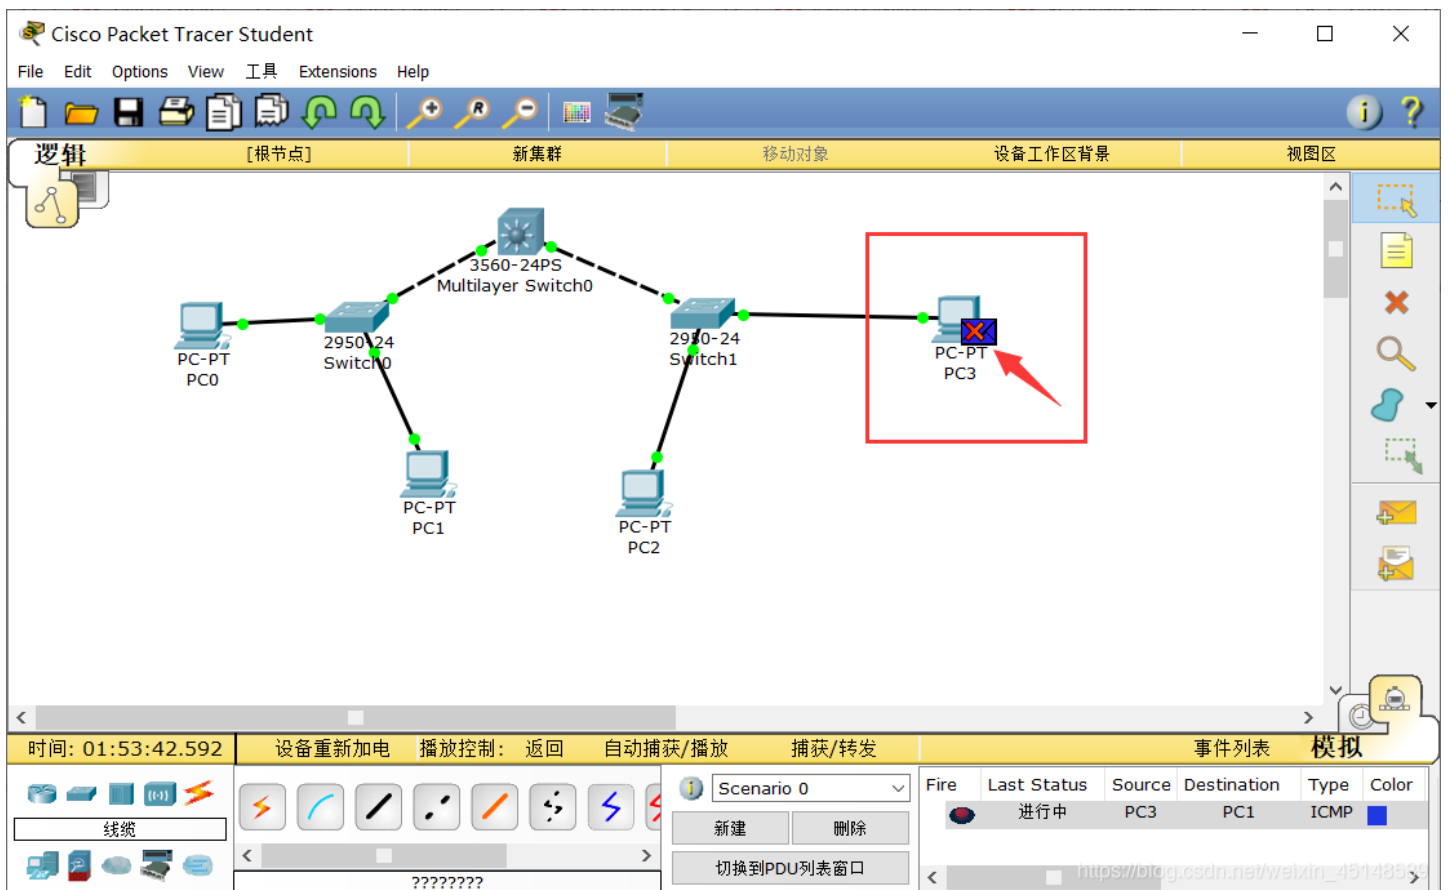 Cisco Packet Tracer Student
File Edit Options View 工具 Extensions Help
逻辑 [根节点] 新集群 移动对象 设备工作区背景 视图区
3560-24PS
Multilayer Switch0
PC-PT
PC0
2950-24
Switch0
2950-24
Switch1
PC-PT
PC3
PC-PT
PC1
PC-PT
PC2
时间: 01:53:42.592 设备重新加电 播放控制: 返回 自动捕获/播放 捕获/转发 事件列表 模拟
线缆
????????
Scenario 0
新建 删除
切换到PDU列表窗口
Fire Last Status Source Destination Type Color
进行中 PC3 PC1 ICMP